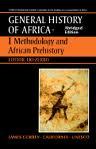 GENERAL HISTORY OF
AFRICA · Abridged
Edition
I Methodology and
African Prehistory
EDITOR J. KI-ZERBO
JAMES CURREY · CALIFORNIA · UNESCO